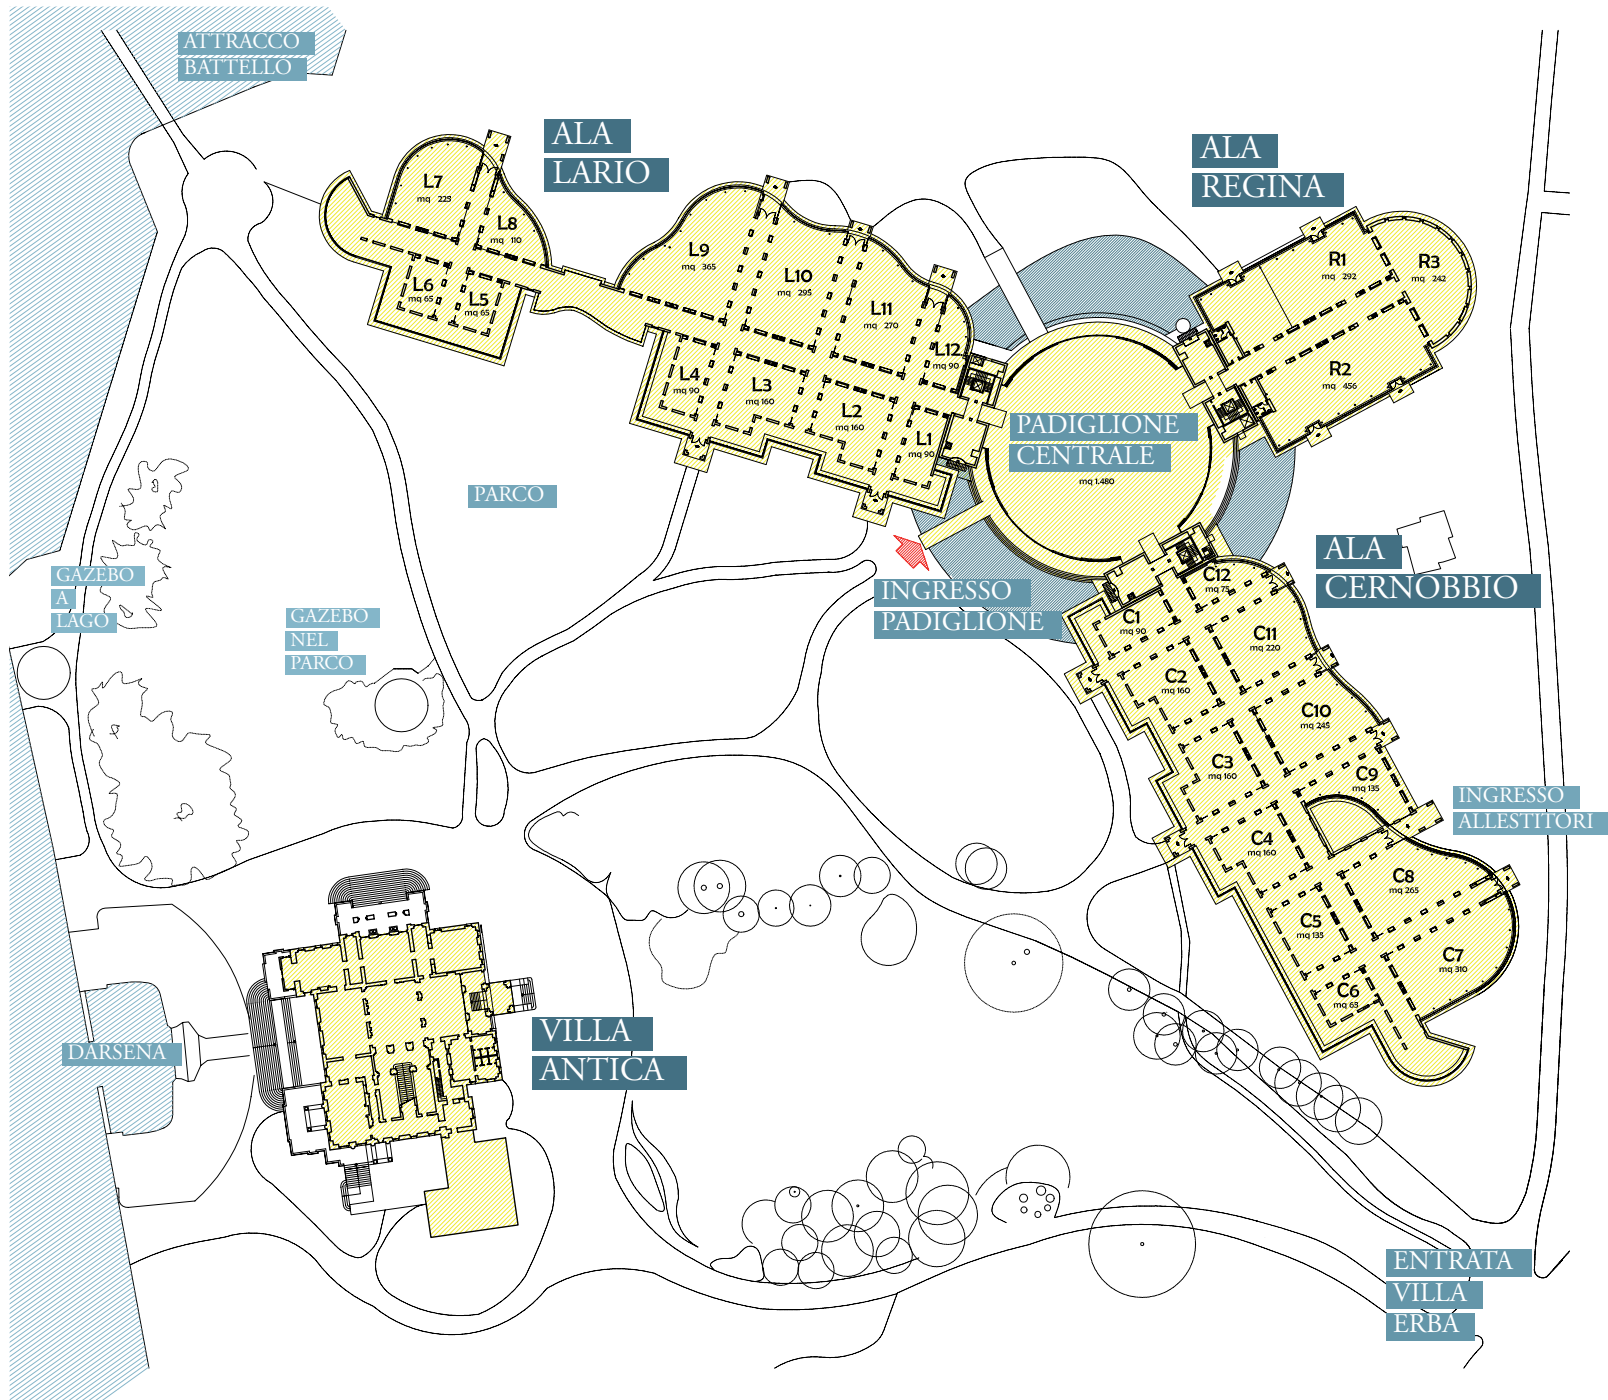 ATTRACCO
BATTELLO
ALA
LARIO
ALA
REGINA
L7
mq 225
L8
mq 110
L6
mq 65
L5
mq 65
L9
mq 365
L10
mq 295
L11
mq 270
L12
mq 90
L4
mq 90
L3
mq 160
L2
mq 160
L1
mq 90
R1
mq 292
R3
mq 242
R2
mq 456
PADIGLIONE
CENTRALE
mq 1.480
PARCO
ALA
CERNOBBIO
INGRESSO
PADIGLIONE
GAZEBO
A
LAGO
GAZEBO
NEL
PARCO
C12
mq 75
C1
mq 90
C11
mq 220
C2
mq 160
C10
mq 245
C3
mq 160
C9
mq 135
INGRESSO
ALLESTITORI
C4
mq 160
C8
mq 265
C5
mq 135
C7
mq 310
C6
mq 65
DARSENA
VILLA
ANTICA
ENTRATA
VILLA
ERBA